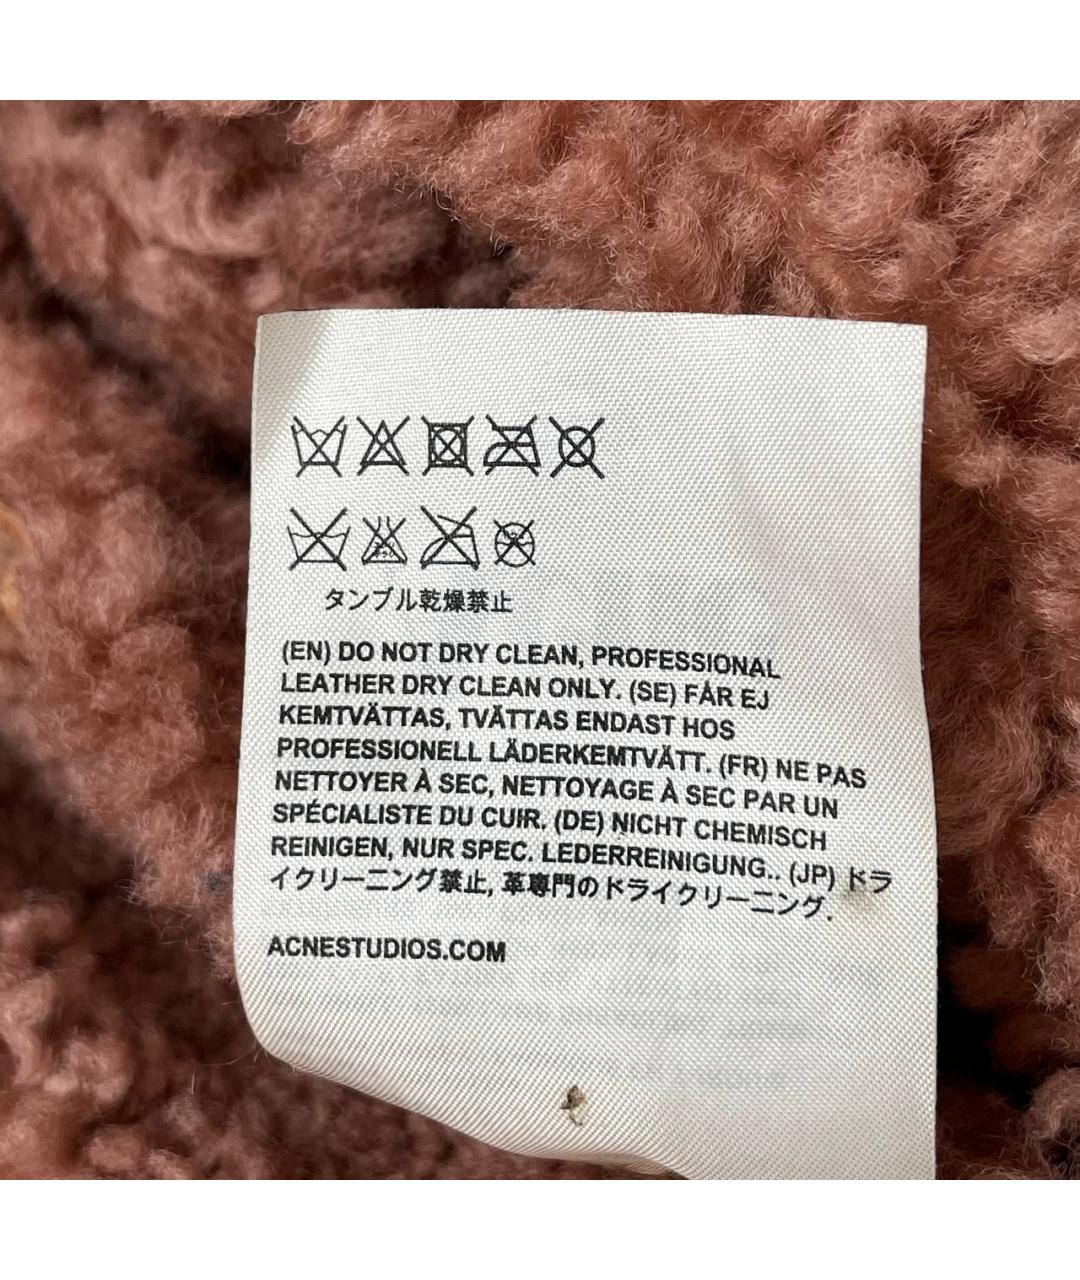 タンブル乾燥禁止
(EN) DO NOT DRY CLEAN, PROFESSIONAL
LEATHER DRY CLEAN ONLY. (SE) FÅR EJ
KEMTVÄTTAS, TVÄTTAS ENDAST HOS
PROFESSIONELL LÄDERKEMTVÄTT. (FR) NE PAS
NETTOYER À SEC, NETTOYAGE À SEC PAR UN
SPÉCIALISTE DU CUIR. (DE) NICHT CHEMISCH
REINIGEN, NUR SPEC. LEDERREINIGUNG.. (JP) ドラ
イクリーニング禁止, 革専門のドライクリーニング.
ACNESTUDIOS.COM